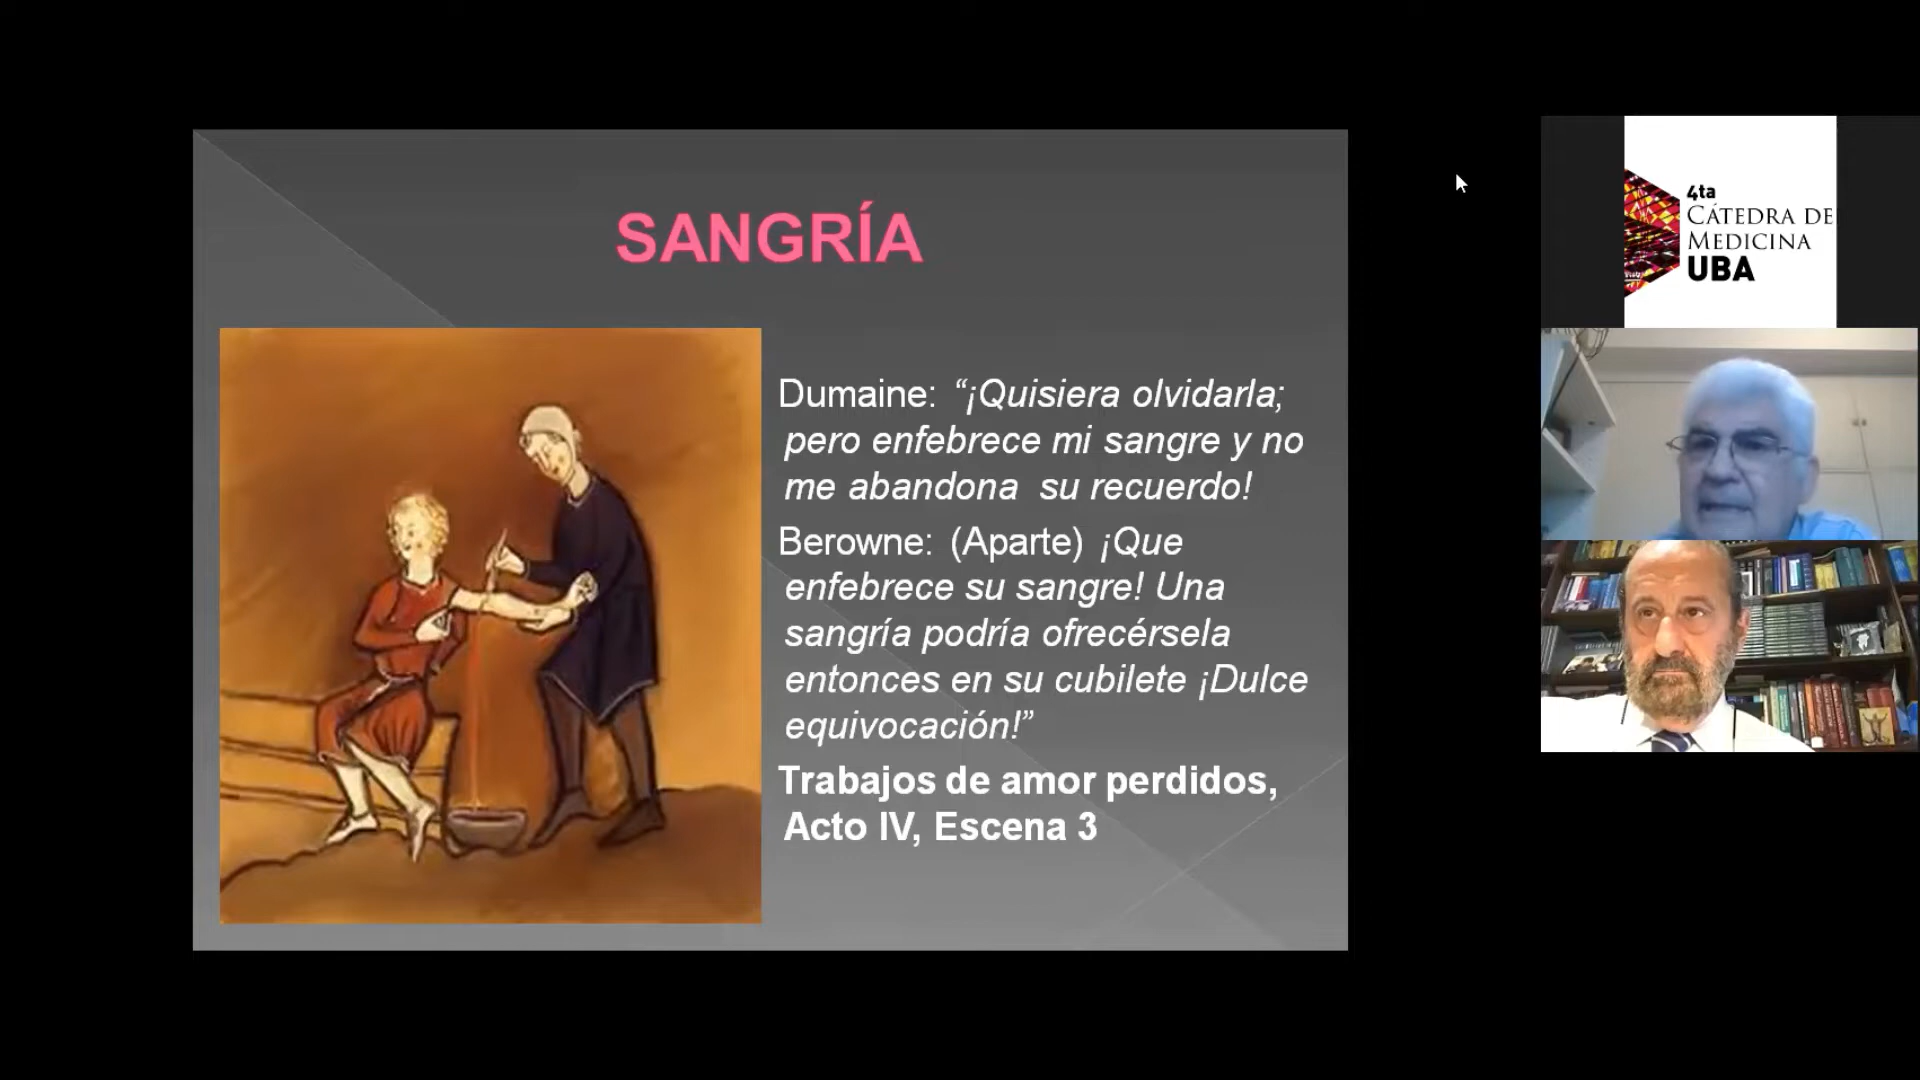 SANGRÍA
Dumaine: “¡Quisiera olvidarla;
pero enfebrece mi sangre y no
me abandona su recuerdo!
Berowne: (Aparte) ¡Que
enfebrece su sangre! Una
sangría podría ofrecérsela
entonces en su cubilete ¡Dulce
equivocación!”
Trabajos de amor perdidos,
Acto IV, Escena 3
4ta
CÁTEDRA DE
MEDICINA
UBA